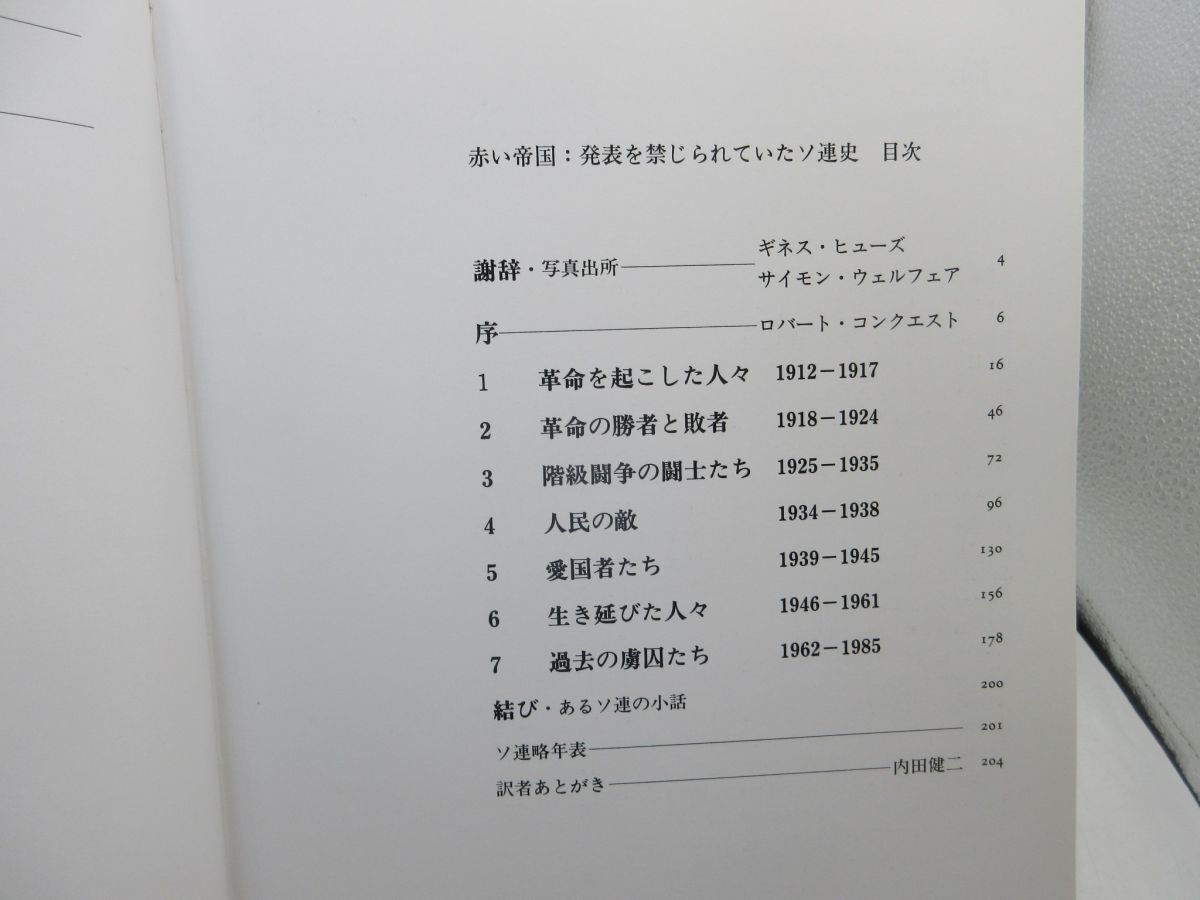 赤い帝国：発表を禁じられていたソ連史　目次
謝辞・写真出所 ギネス・ヒューズ サイモン・ウェルフェア 4
序 ロバート・コンクエスト 6
1 革命を起こした人々 1912－1917 16
2 革命の勝者と敗者 1918－1924 46
3 階級闘争の闘士たち 1925－1935 72
4 人民の敵 1934－1938 96
5 愛国者たち 1939－1945 130
6 生き延びた人々 1946－1961 156
7 過去の虜囚たち 1962－1985 178
結び・あるソ連の小話 200
ソ連略年表 201
訳者あとがき 内田健二 204